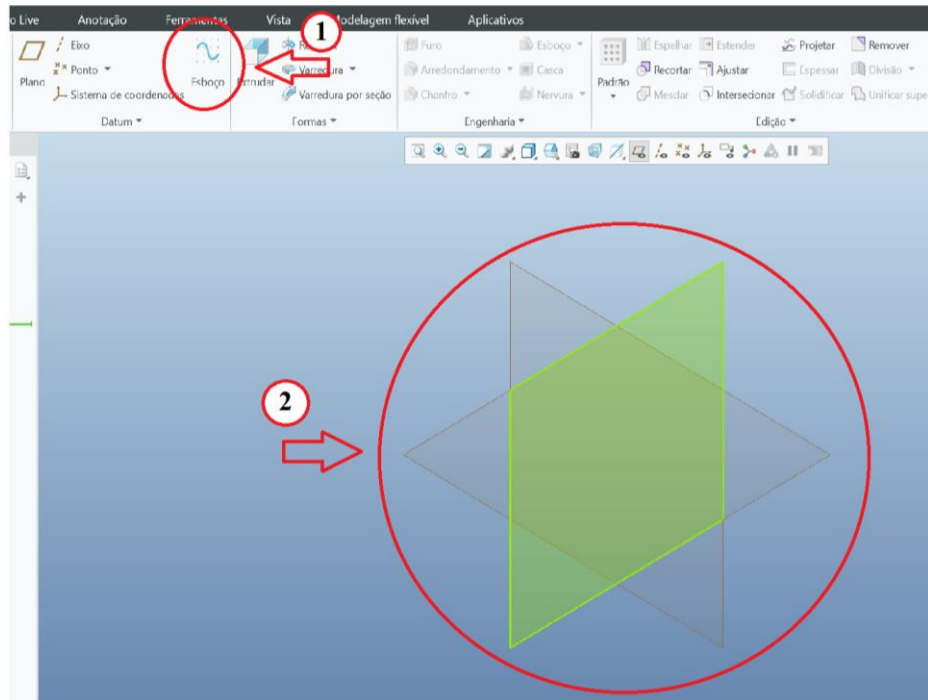 o Live Anotação Ferramentas Vista Modelagem flexível Aplicativos
1
Eixo Furo Esboço Espelhar Estender Projetar Remover
Ponto Varredura Arredondamento Casca Recortar Ajustar Espessar Divisão
Plano Esboço Extrudar Padrão
Sistema de coordenadas Varredura por seção Chanfro Nervura Mesclar Intersecionar Solidificar Unificar supe
Datum Formas Engenharia Edição
2